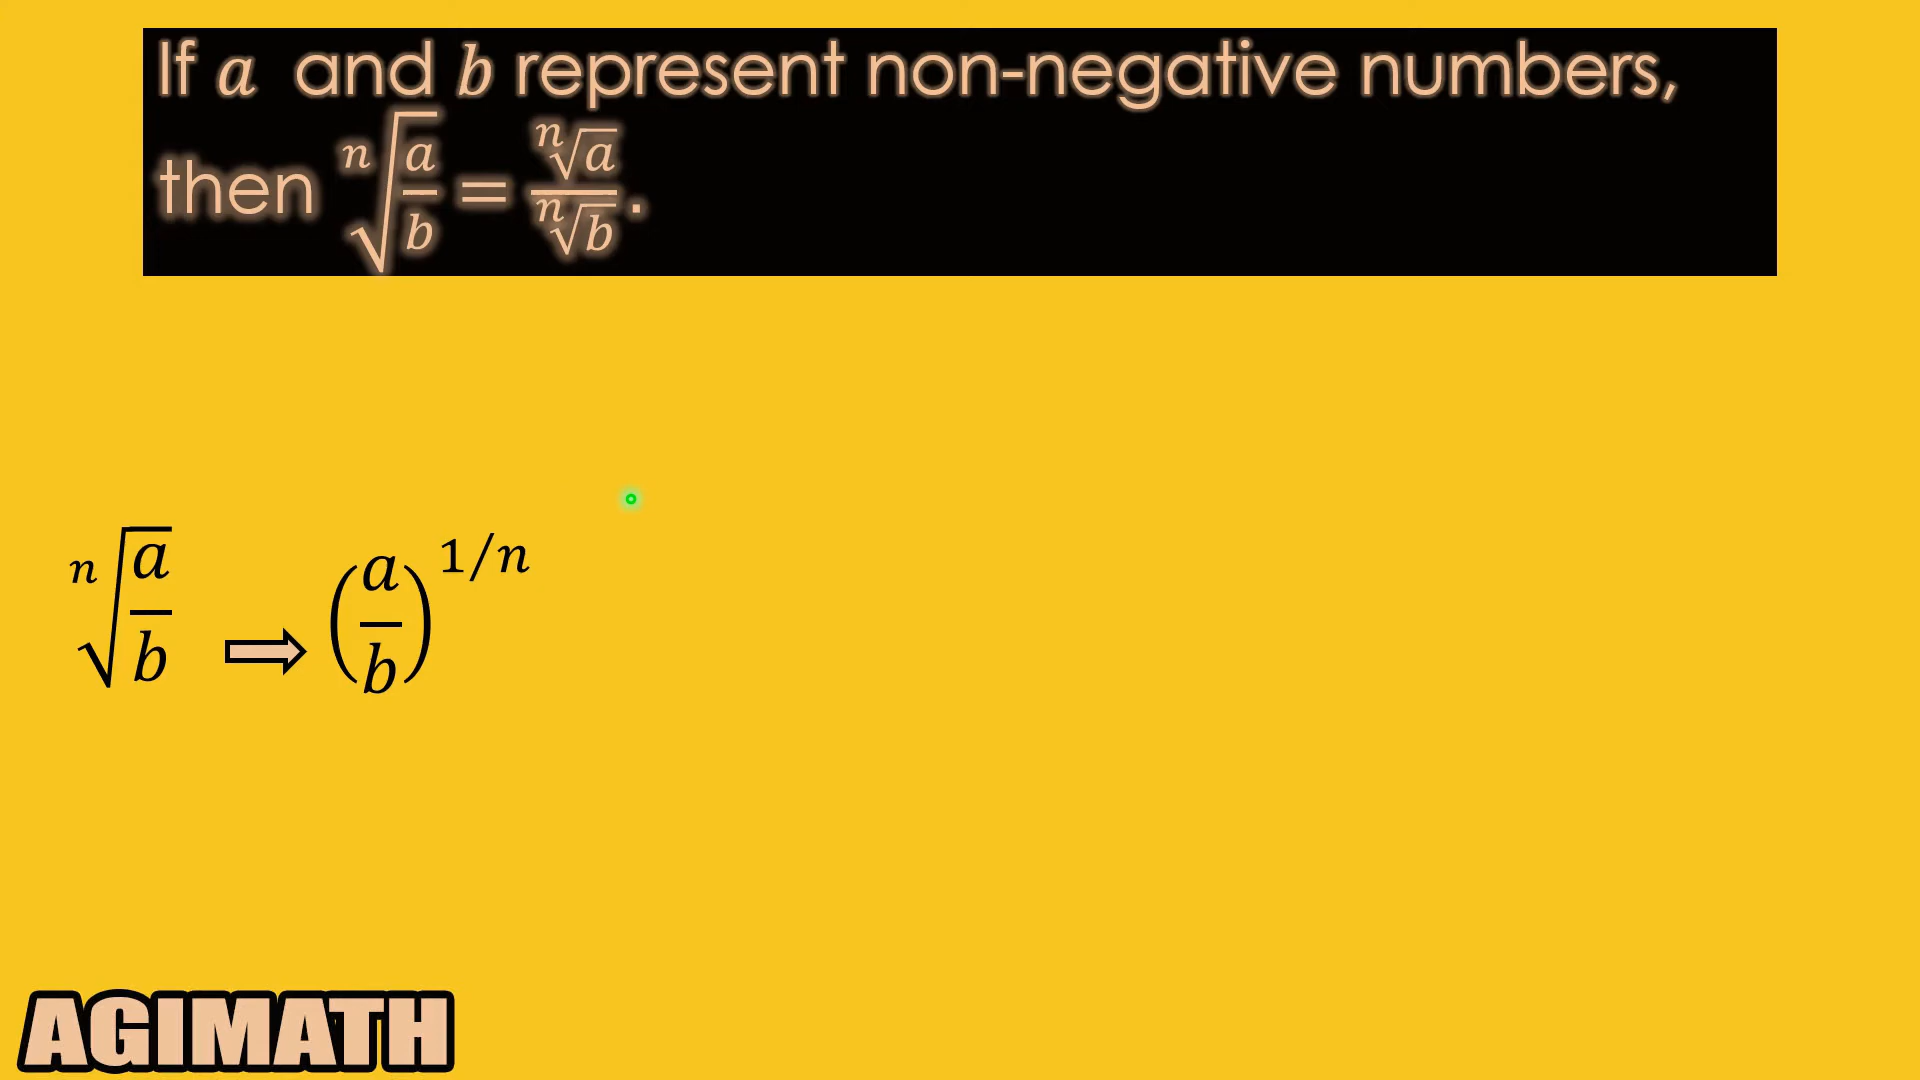 If a and b represent non-negative numbers,
then ⁿ√(a/b) = ⁿ√a/ⁿ√b.
ⁿ√(a/b) ⇨ (a/b)^(1/n)
AGIMATH